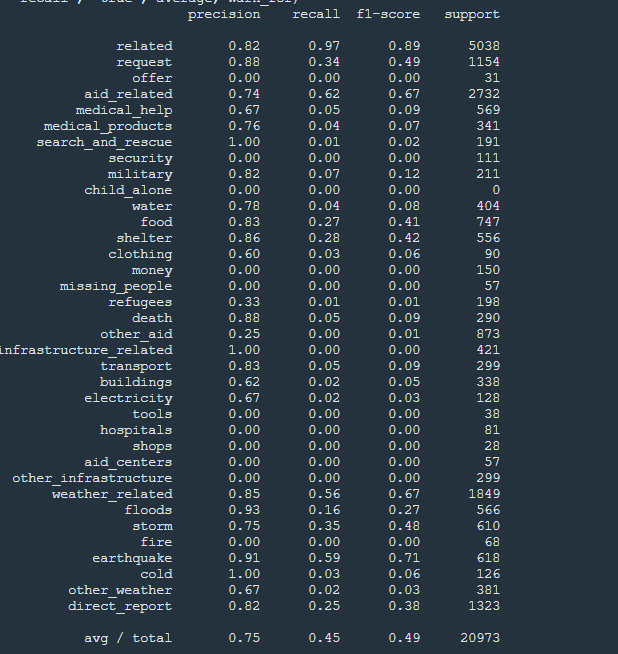 recall', 'true', average, warn_for)
precision recall f1-score support
related 0.82 0.97 0.89 5038
request 0.88 0.34 0.49 1154
offer 0.00 0.00 0.00 31
aid_related 0.74 0.62 0.67 2732
medical_help 0.67 0.05 0.09 569
medical_products 0.76 0.04 0.07 341
search_and_rescue 1.00 0.01 0.02 191
security 0.00 0.00 0.00 111
military 0.82 0.07 0.12 211
child_alone 0.00 0.00 0.00 0
water 0.78 0.04 0.08 404
food 0.83 0.27 0.41 747
shelter 0.86 0.28 0.42 556
clothing 0.60 0.03 0.06 90
money 0.00 0.00 0.00 150
missing_people 0.00 0.00 0.00 57
refugees 0.33 0.01 0.01 198
death 0.88 0.05 0.09 290
other_aid 0.25 0.00 0.01 873
infrastructure_related 1.00 0.00 0.00 421
transport 0.83 0.05 0.09 299
buildings 0.62 0.02 0.05 338
electricity 0.67 0.02 0.03 128
tools 0.00 0.00 0.00 38
hospitals 0.00 0.00 0.00 81
shops 0.00 0.00 0.00 28
aid_centers 0.00 0.00 0.00 57
other_infrastructure 0.00 0.00 0.00 299
weather_related 0.85 0.56 0.67 1849
floods 0.93 0.16 0.27 566
storm 0.75 0.35 0.48 610
fire 0.00 0.00 0.00 68
earthquake 0.91 0.59 0.71 618
cold 1.00 0.03 0.06 126
other_weather 0.67 0.02 0.03 381
direct_report 0.82 0.25 0.38 1323
avg / total 0.75 0.45 0.49 20973